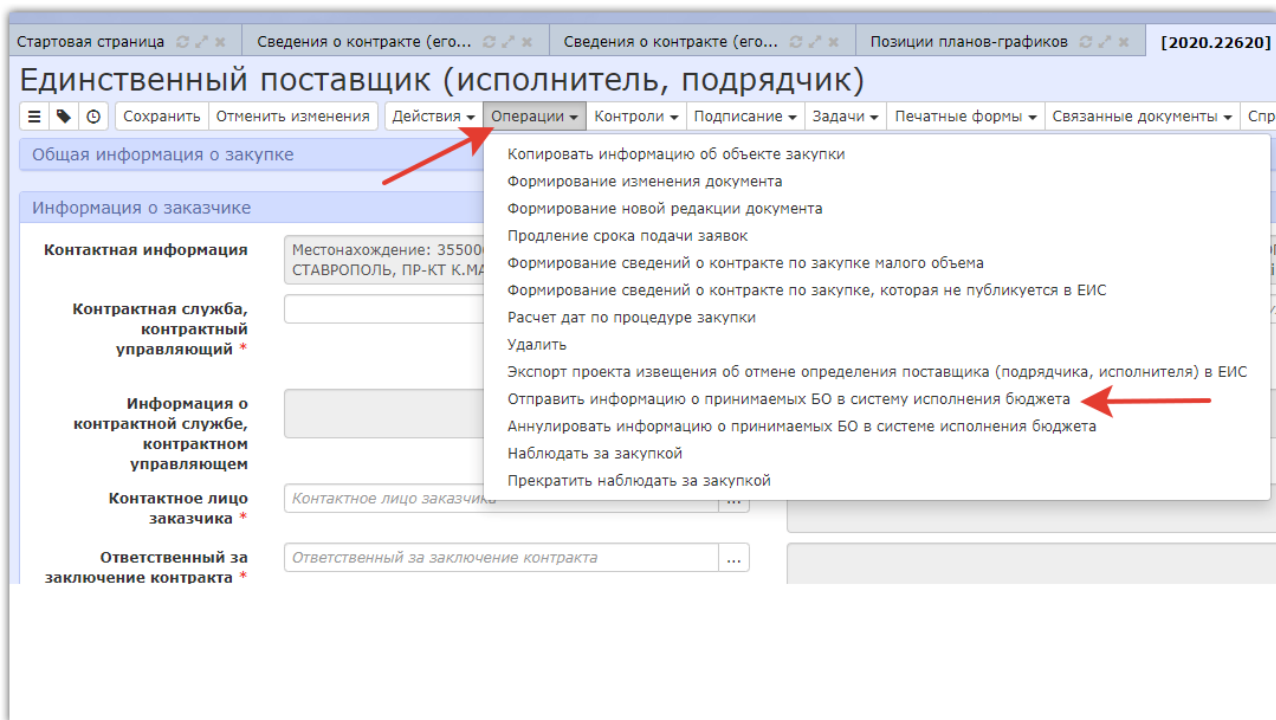 Стартовая страница
Сведения о контракте (его...
Сведения о контракте (его...
Позиции планов-графиков
[2020.22620]
Единственный поставщик (исполнитель, подрядчик)
Сохранить Отменить изменения Действия Операции Контроли Подписание Задачи Печатные формы Связанные документы Спр
Общая информация о закупке
Информация о заказчике
Контактная информация
Местонахождение: 35500
СТАВРОПОЛЬ, ПР-КТ К.МА
Контрактная служба,
контрактный
управляющий *
Информация о
контрактной службе,
контрактном
управляющем
Контактное лицо
заказчика *
Контактное лицо заказчика
...
Ответственный за
заключение контракта *
Ответственный за заключение контракта
...
Копировать информацию об объекте закупки
Формирование изменения документа
Формирование новой редакции документа
Продление срока подачи заявок
Формирование сведений о контракте по закупке малого объема
Формирование сведений о контракте по закупке, которая не публикуется в ЕИС
Расчет дат по процедуре закупки
Удалить
Экспорт проекта извещения об отмене определения поставщика (подрядчика, исполнителя) в ЕИС
Отправить информацию о принимаемых БО в систему исполнения бюджета
Аннулировать информацию о принимаемых БО в системе исполнения бюджета
Наблюдать за закупкой
Прекратить наблюдать за закупкой